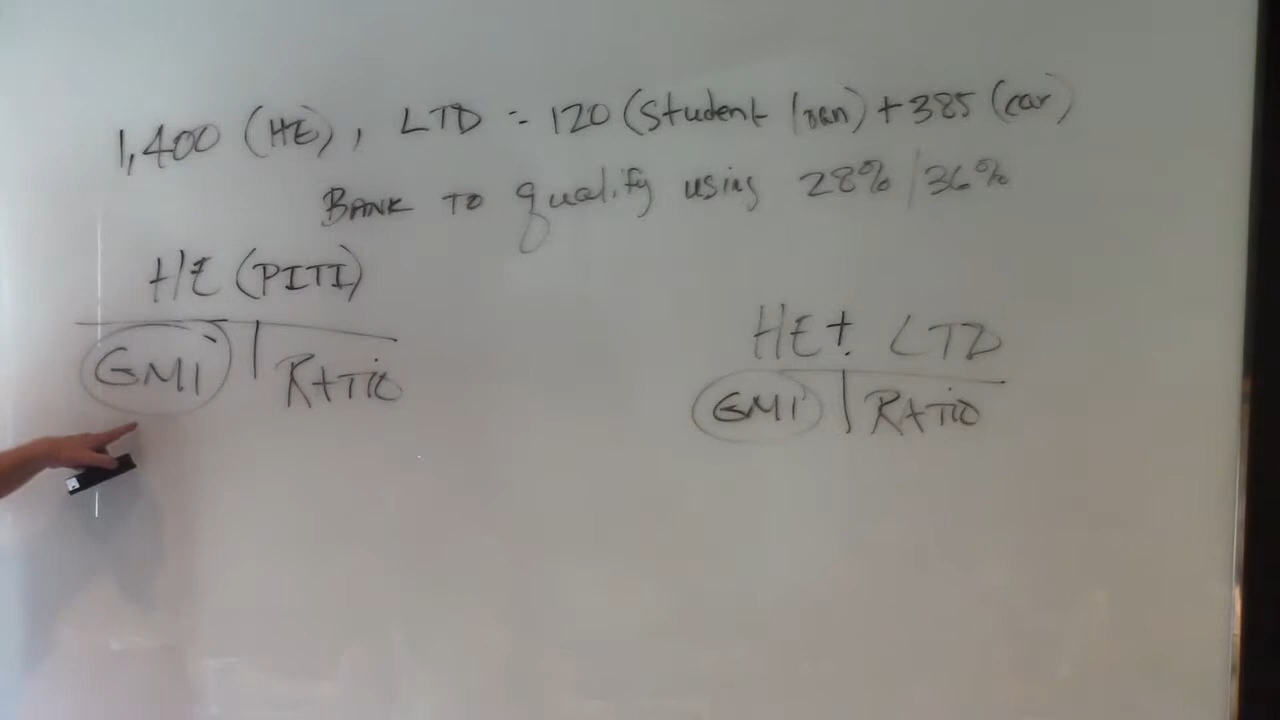 1,400 (HE), LTD = 120 (student loan) + 385 (car)
BANK TO qualify using 28% / 36%
HE (PITI)
GMI | RATIO
HE + LTD
GMI | RATIO